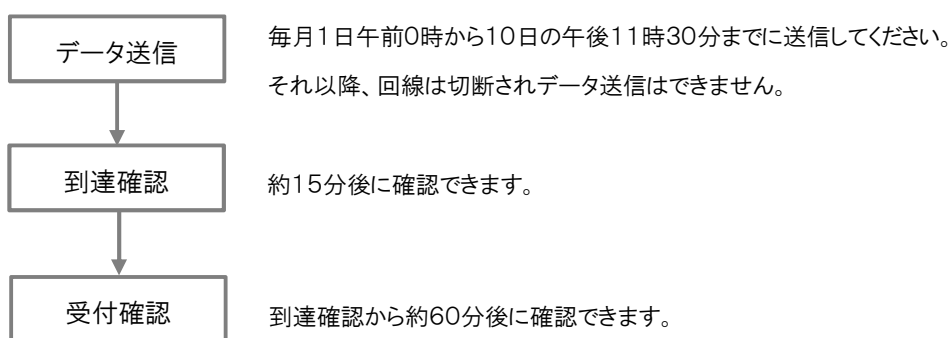 データ送信
毎月1日午前0時から10日の午後11時30分までに送信してください。
それ以降、回線は切断されデータ送信はできません。
到達確認
約15分後に確認できます。
受付確認
到達確認から約60分後に確認できます。